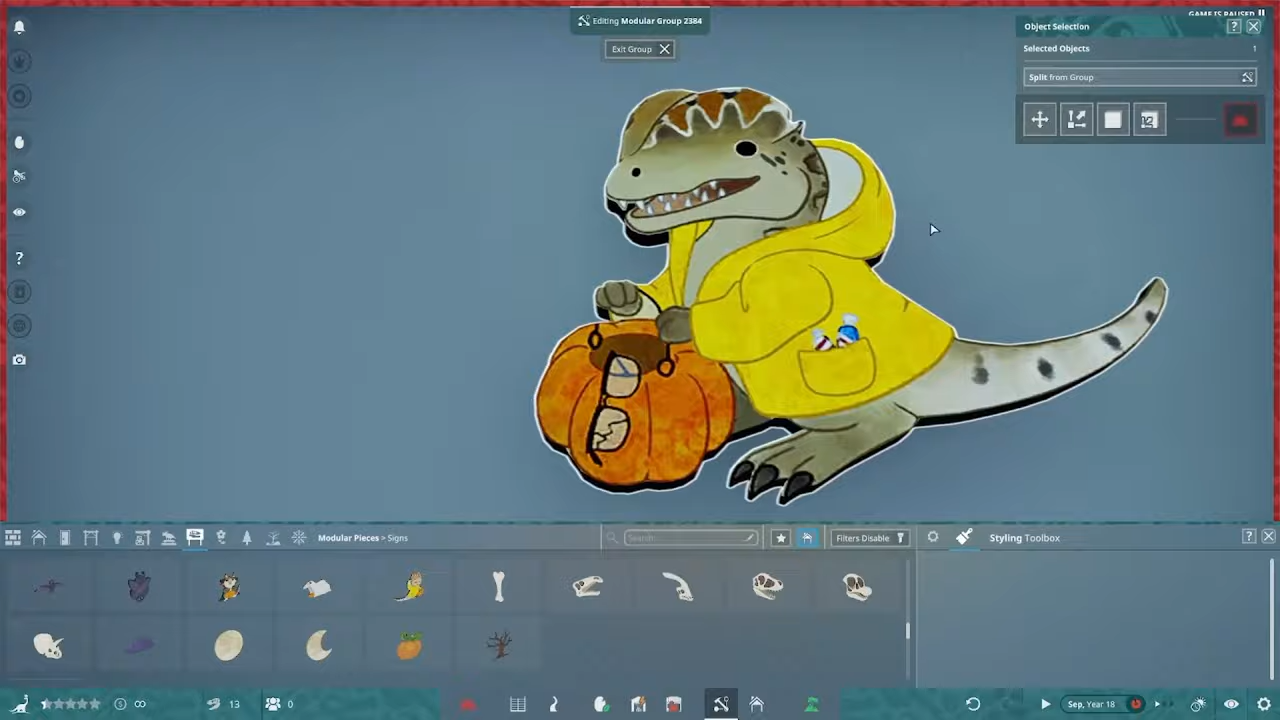 GAME IS PAUSED
Editing Modular Group 2384
Exit Group
Object Selection
?
Selected Objects 1
Split from Group
?
Modular Pieces > Signs
Search
Filters Disable
Styling Toolbox
?
∞
13
0
Sep, Year 18